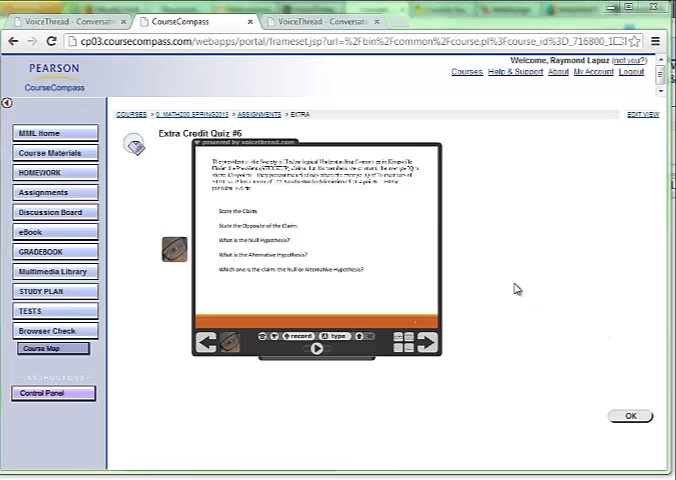 VoiceThread - Conversat
CourseCompass
VoiceThread - Conversat
cp03.coursecompass.com/webapps/portal/frameset.jsp?url=%2Fbin%2Fcommon%2Fcourse.pl%3Fcourse_id%3D_716800_1
PEARSON
CourseCompass
Welcome, Raymond Lapuz (not you?)
Courses Help & Support About My Account Logout
COURSES > 0_MATH200 SPRING2013 > ASSIGNMENTS > EXTRA
EDIT VIEW
MML Home
Course Materials
HOMEWORK
Assignments
Discussion Board
eBook
GRADEBOOK
Multimedia Library
STUDY PLAN
TESTS
Browser Check
Course Map
INSTRUCTORS
Control Panel
Extra Credit Quiz #6
powered by voicethread.com
State the Claim
State the Opposite of the Claim:
What is the Null Hypothesis?
What is the Alternative Hypothesis?
Which one is the claim: the Null or Alternative Hypothesis?
record
type
OK